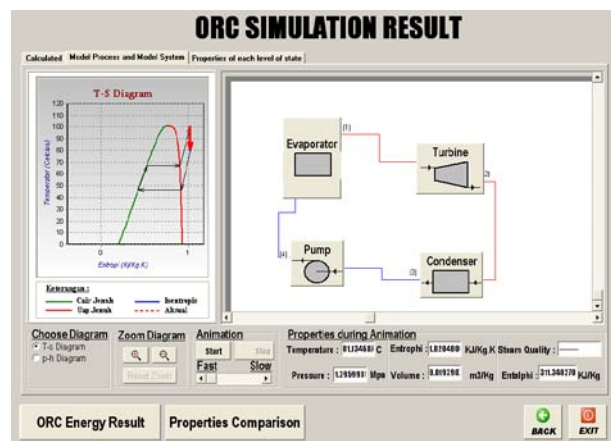 ORC SIMULATION RESULT
Calculated Model Process and Model System Properties of each level of state
T-S Diagram
120
110
100
90
80
70
60
50
40
30
20
10
0
0 1
Temperatur (Celcius)
Entropi (Kj/Kg.K)
Keterangan :
Cair Jenuh Isentropis
Uap Jenuh Aktual
Evaporator
(1)
Turbine
(2)
Condenser
(3)
Pump
(4)
Choose Diagram Zoom Diagram Animation Properties during Animation
T-s Diagram
p-h Diagram
Reset Zoom
Start Stop
Fast Slow
Temperature : C Entrophi : KJ/Kg.K Steam Quality :
Pressure : Mpa Volume : m3/Kg Entalphi : KJ/Kg
ORC Energy Result Properties Comparison
BACK EXIT